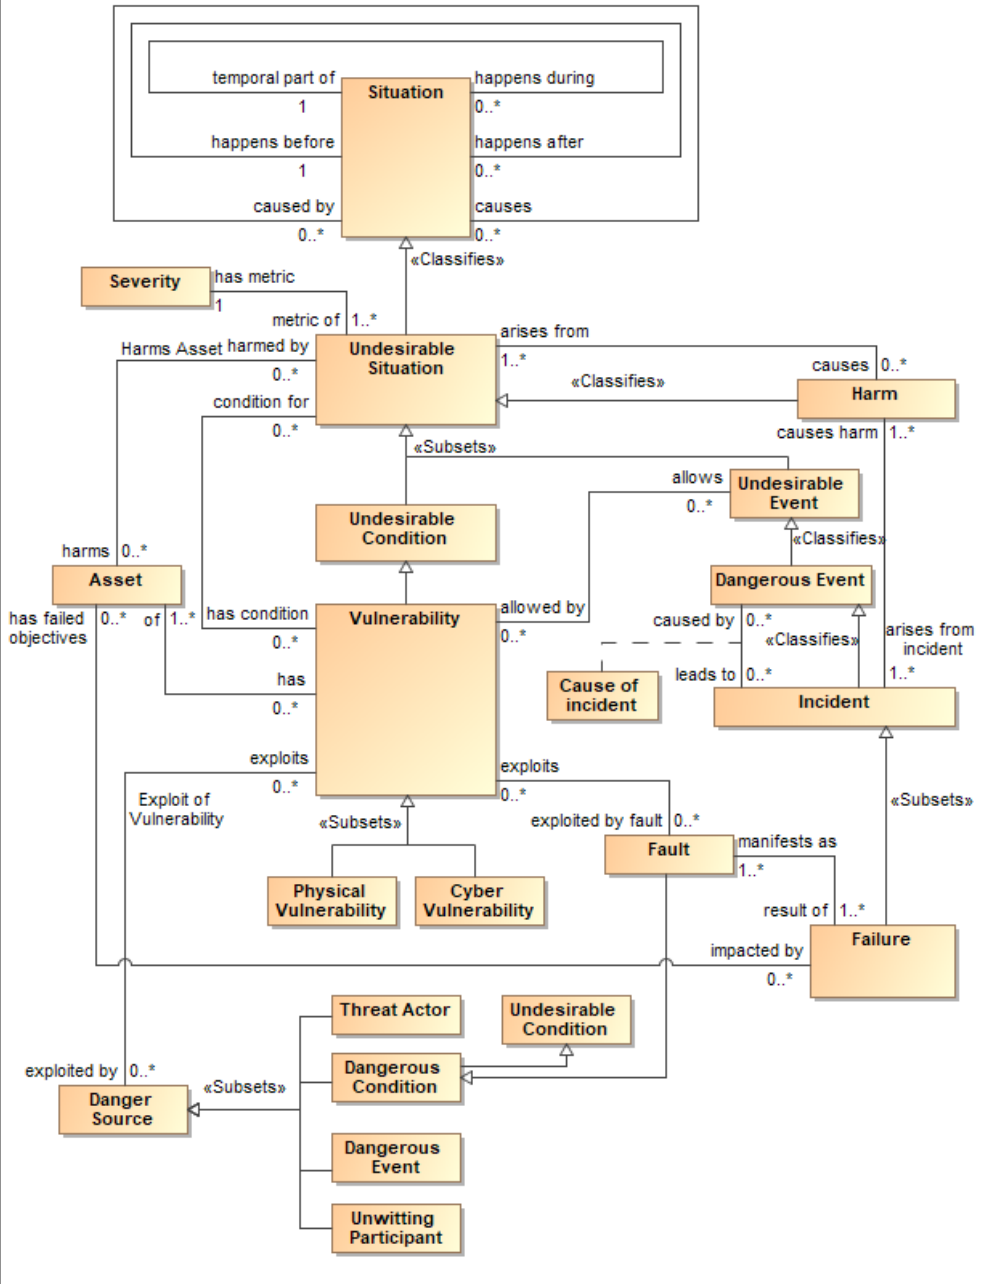 temporal part of
happens during
Situation
1
0..*
happens before
happens after
1
0..*
caused by
causes
0..*
0..*
«Classifies»
Severity
has metric
1
metric of
1..*
Harms Asset
harmed by
0..*
Undesirable
Situation
arises from
1..*
causes
0..*
«Classifies»
Harm
condition for
0..*
causes harm
1..*
«Subsets»
allows
0..*
Undesirable
Event
Undesirable
Condition
«Classifies»
harms
0..*
Asset
Dangerous Event
has failed
objectives
0..*
of
1..*
has condition
0..*
Vulnerability
allowed by
0..*
caused by
0..*
«Classifies»
arises from
incident
1..*
Cause of
incident
leads to
0..*
Incident
has
0..*
exploits
0..*
exploits
0..*
Exploit of
Vulnerability
«Subsets»
«Subsets»
exploited by fault
0..*
Fault
manifests as
1..*
Physical
Vulnerability
Cyber
Vulnerability
result of
1..*
Failure
impacted by
0..*
Threat Actor
Undesirable
Condition
exploited by
0..*
«Subsets»
Dangerous
Condition
Danger
Source
Dangerous
Event
Unwitting
Participant